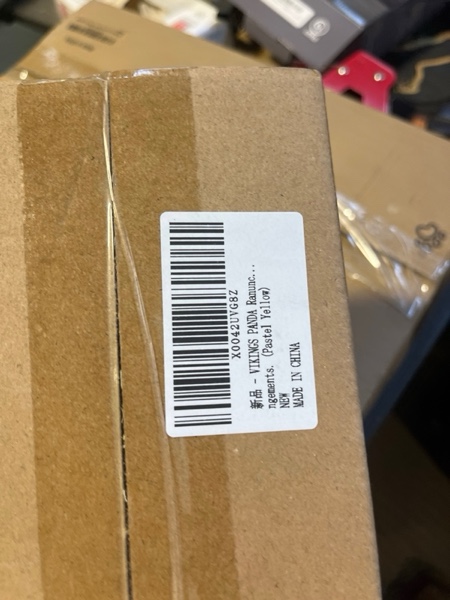 X0042UVG8Z
新品 - VIKINGS PANDA Ranunc...
ngements. (Pastel Yellow)
NEW
MADE IN CHINA